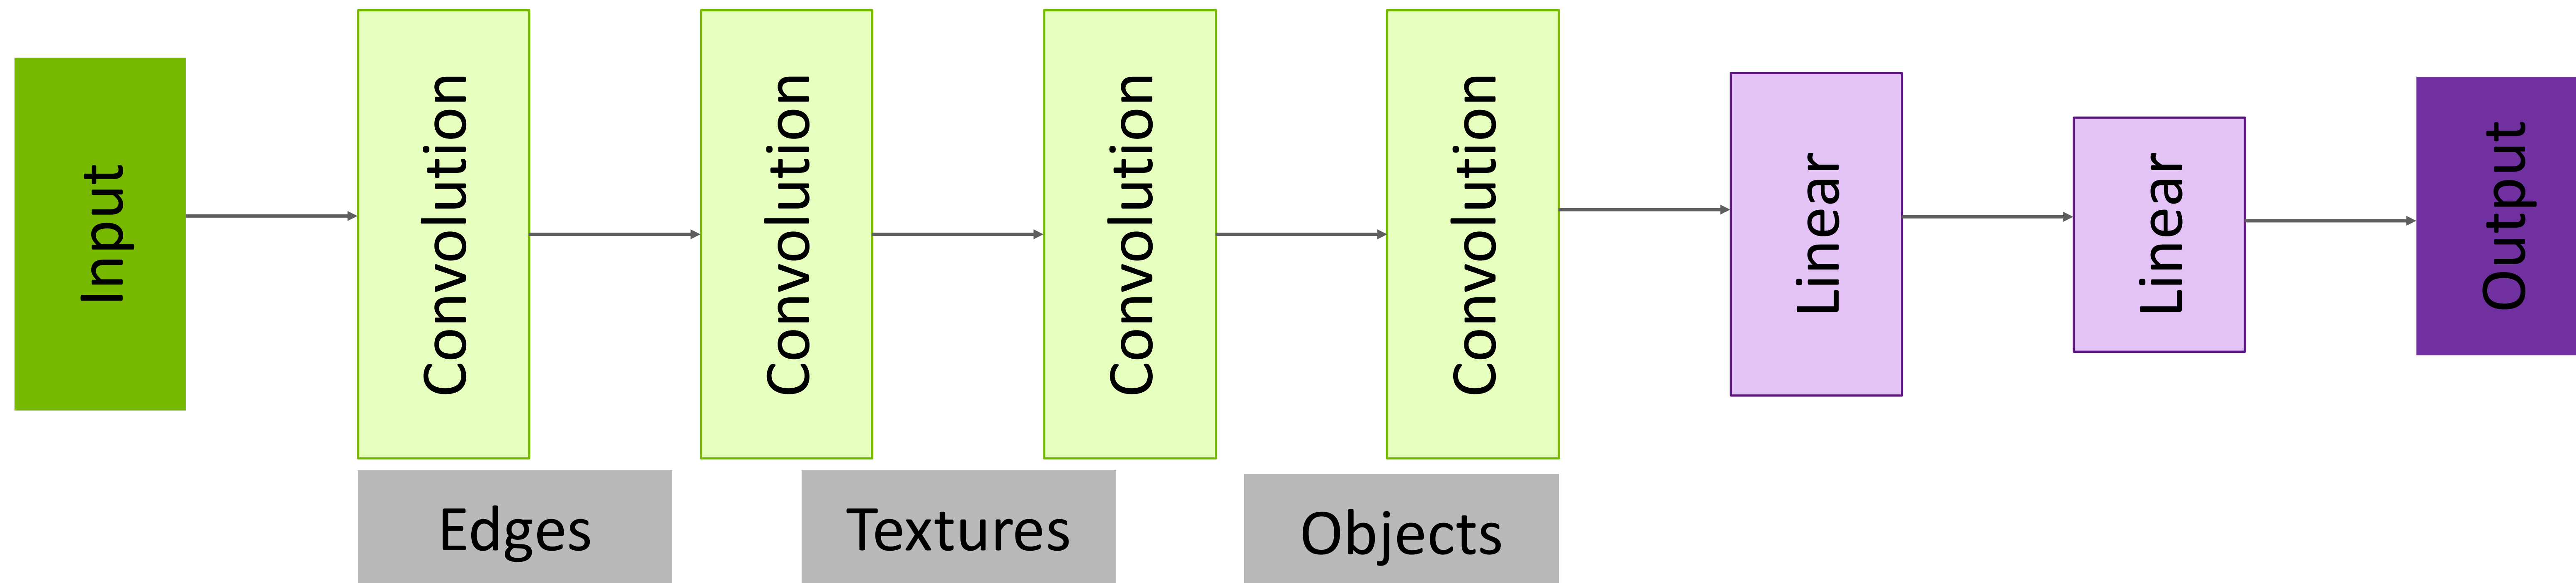 Input
Convolution
Convolution
Convolution
Convolution
Linear
Linear
Output
Edges
Textures
Objects